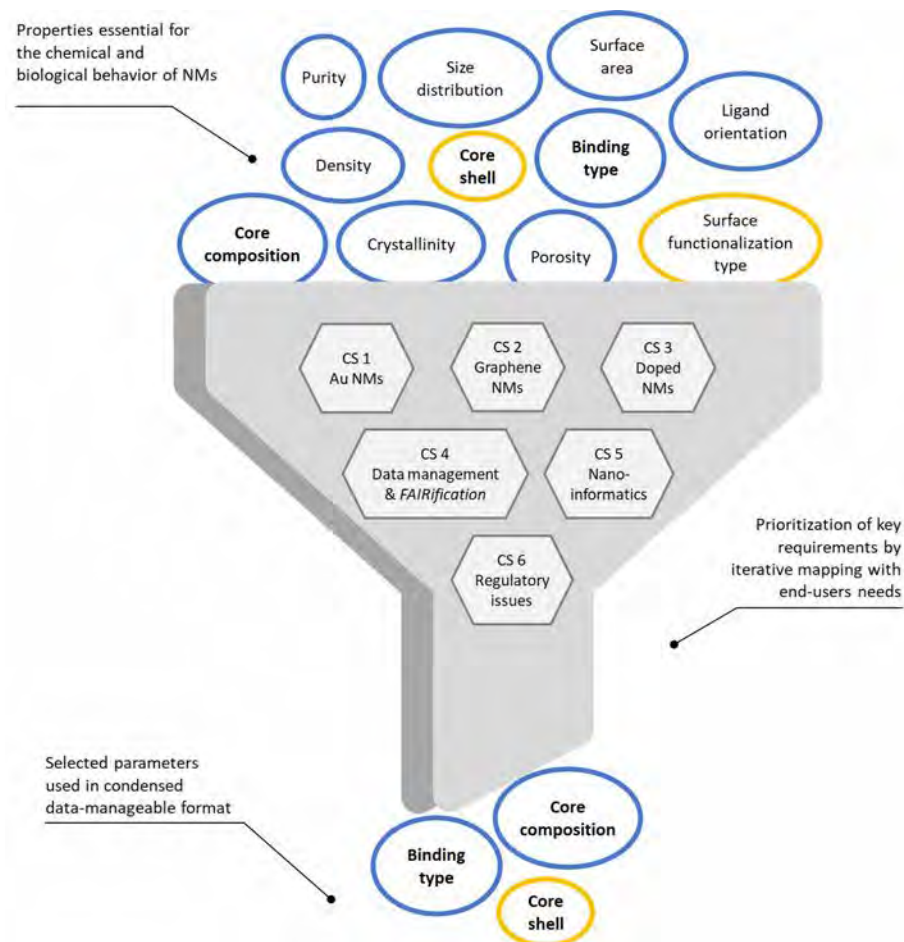 Properties essential for
the chemical and
biological behavior of NMs
Purity
Size
distribution
Surface
area
Ligand
orientation
Density
Core
shell
Binding
type
Core
composition
Crystallinity
Porosity
Surface
functionalization
type
CS 1
Au NMs
CS 2
Graphene
NMs
CS 3
Doped
NMs
CS 4
Data management
& FAIRification
CS 5
Nano-
informatics
CS 6
Regulatory
issues
Prioritization of key
requirements by
iterative mapping with
end-users needs
Selected parameters
used in condensed
data-manageable format
Core
composition
Binding
type
Core
shell